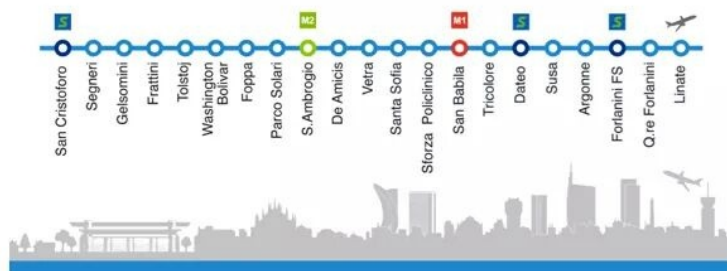 S
M2
M1
S
S
San Cristoforo
Segneri
Gelsomini
Frattini
Tolstoj
Washington
Bolivar
Foppa
Parco Solari
S.Ambrogio
De Amicis
Vetra
Santa Sofia
Sforza Policlinico
San Babila
Tricolore
Dateo
Susa
Argonne
Forlanini FS
Q.re Forlanini
Linate